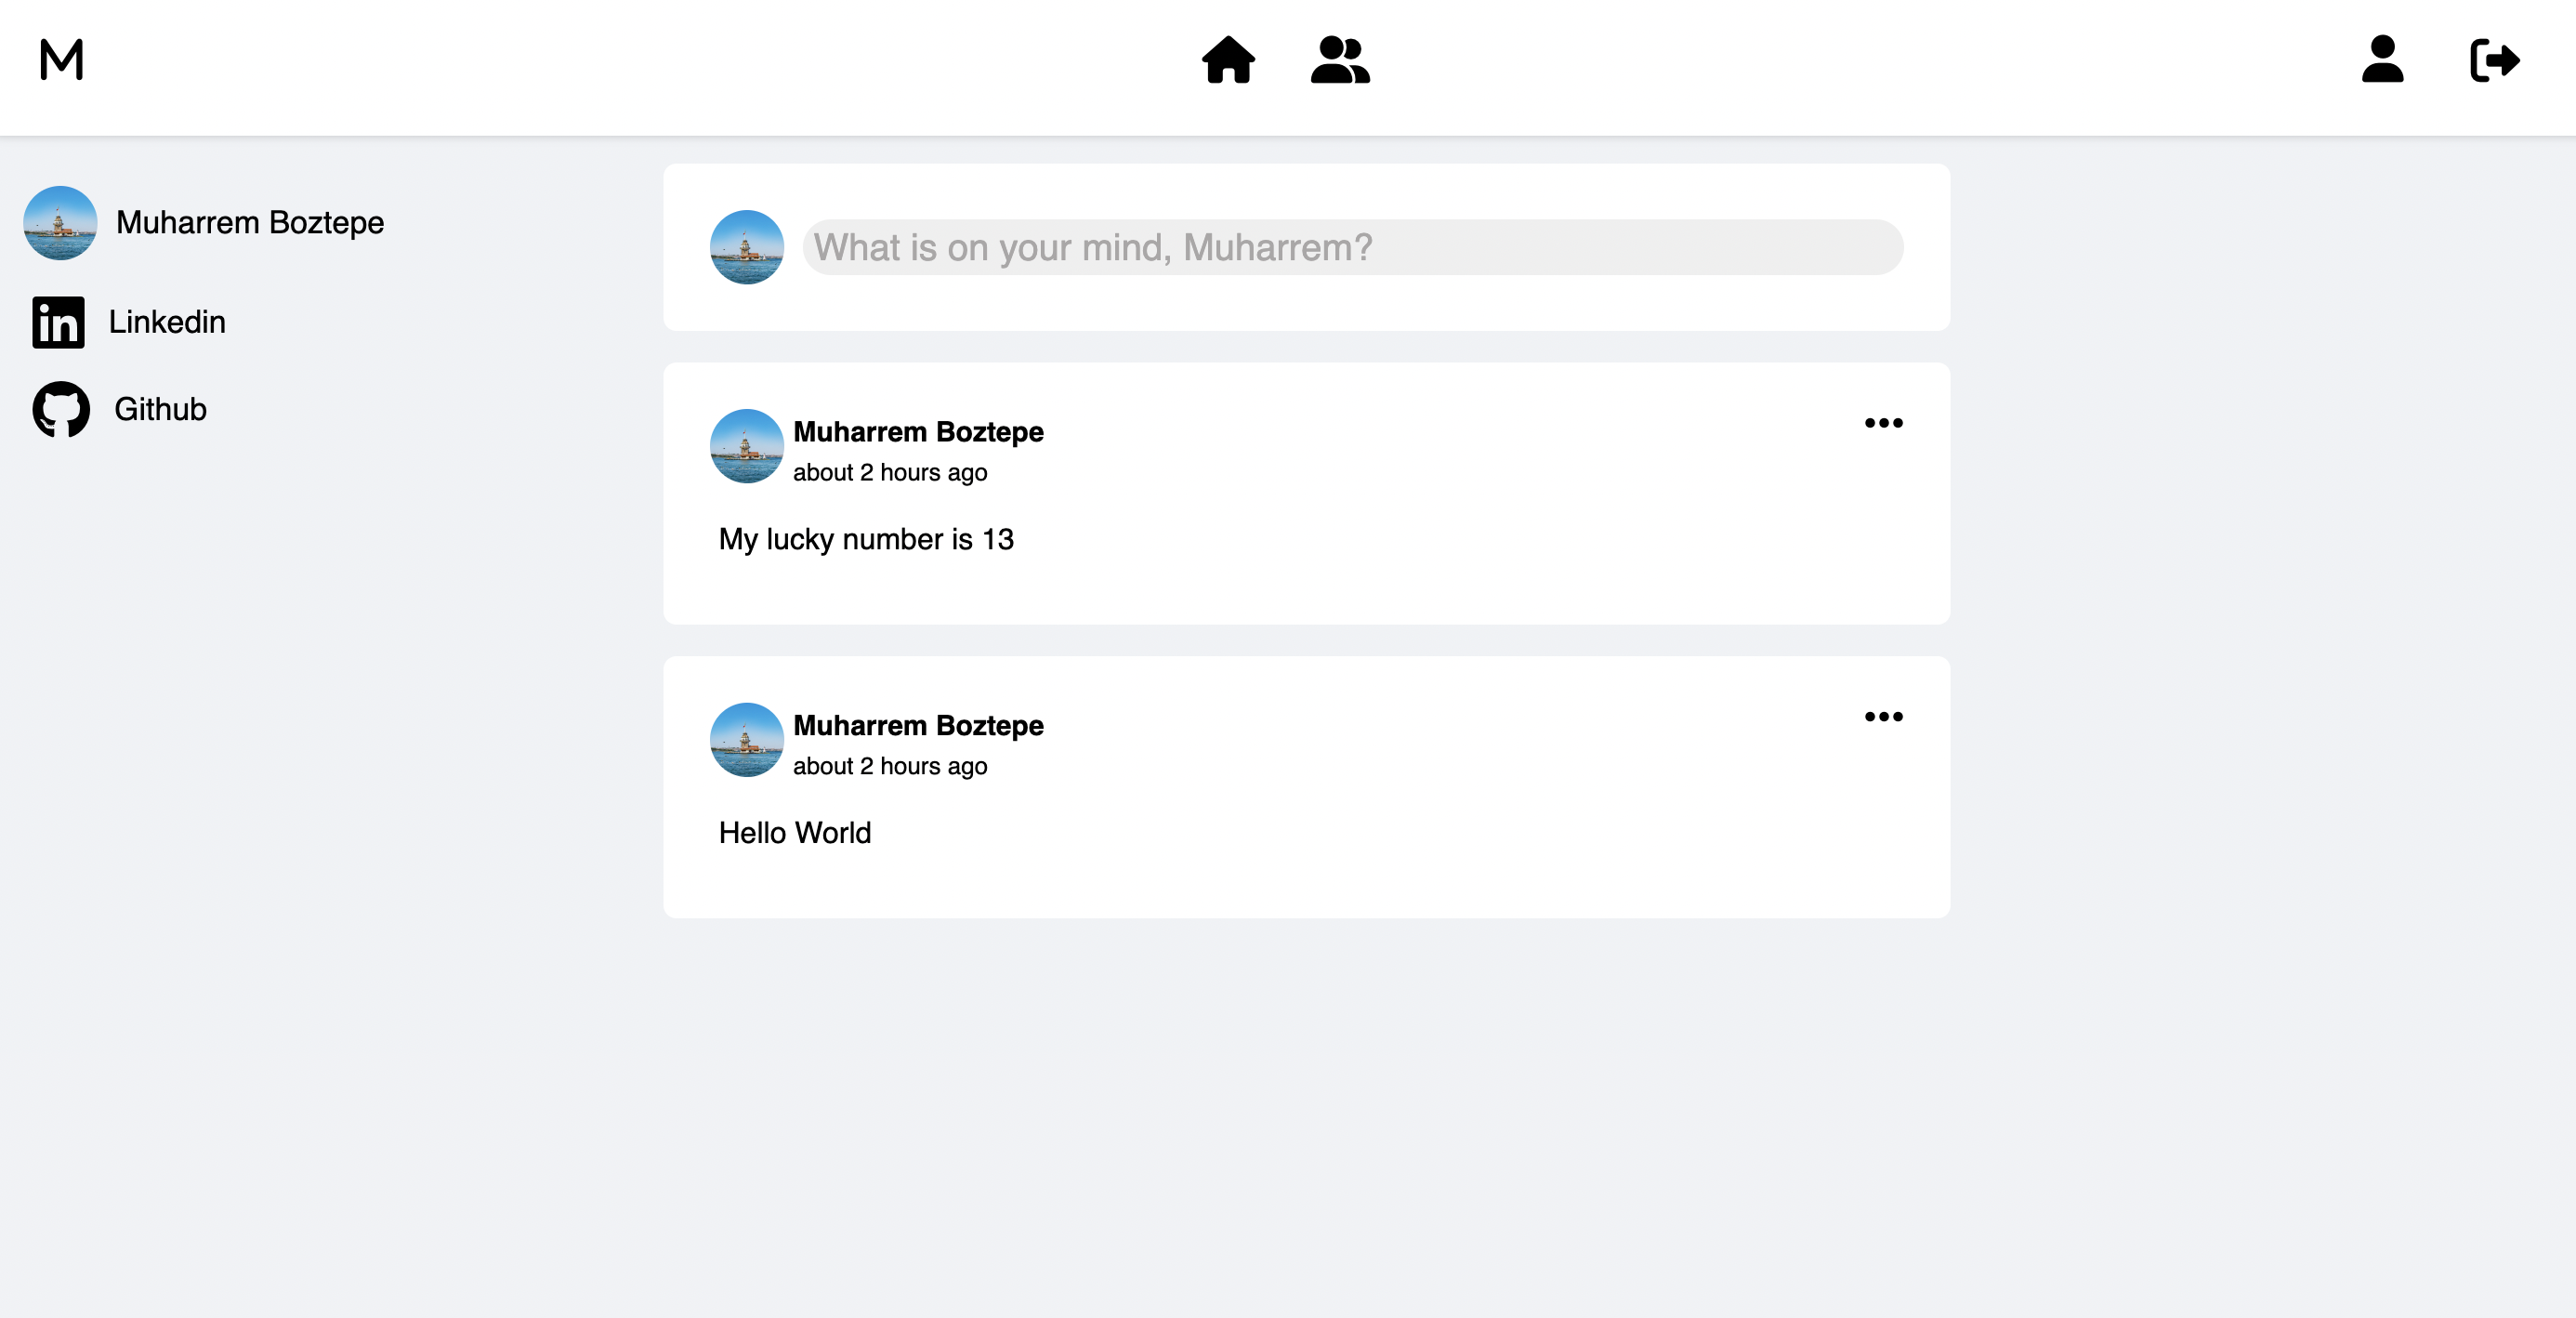 M
Muharrem Boztepe
Linkedin
Github
What is on your mind, Muharrem?
Muharrem Boztepe
about 2 hours ago
My lucky number is 13
Muharrem Boztepe
about 2 hours ago
Hello World